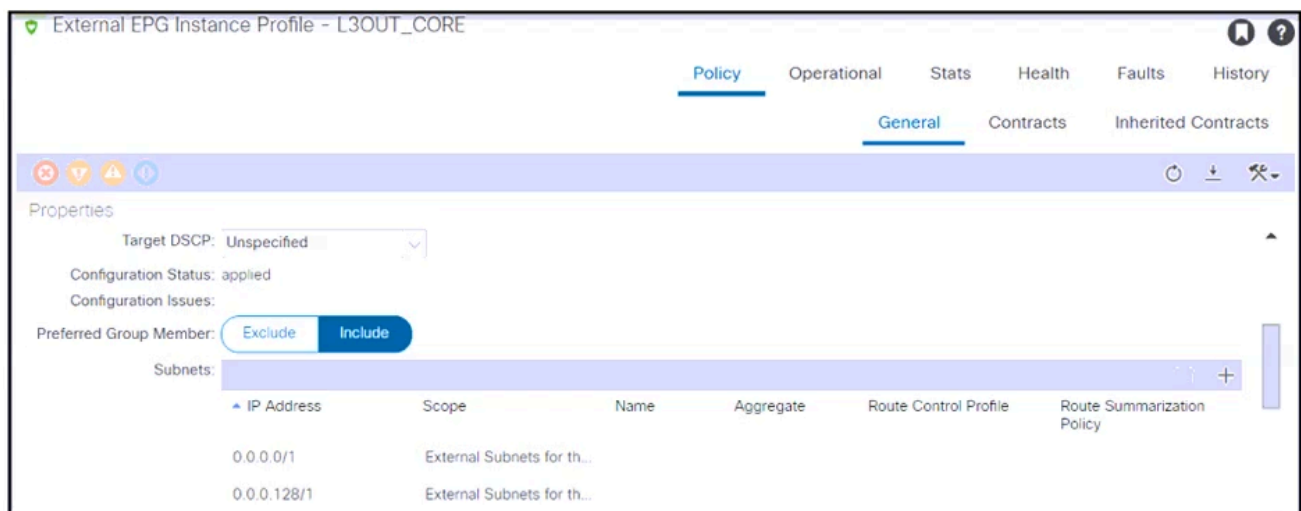 External EPG Instance Profile - L3OUT_CORE
Policy Operational Stats Health Faults History
General Contracts Inherited Contracts
Properties
Target DSCP: Unspecified
Configuration Status: applied
Configuration Issues:
Preferred Group Member: Exclude Include
Subnets:
IP Address Scope Name Aggregate Route Control Profile Route Summarization Policy
0.0.0.0/1 External Subnets for th...
0.0.0.128/1 External Subnets for th...